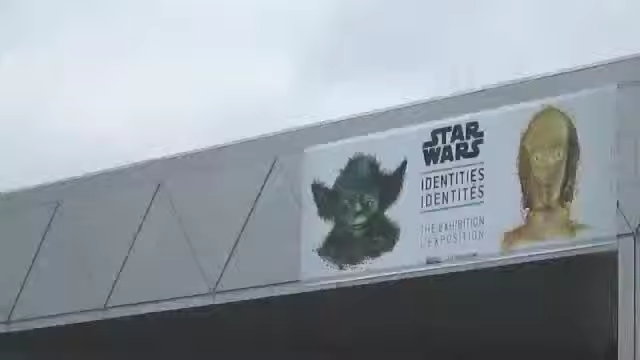 STAR
WARS
IDENTITIES
IDENTITÉS
THE EXHIBITION
L'EXPOSITION